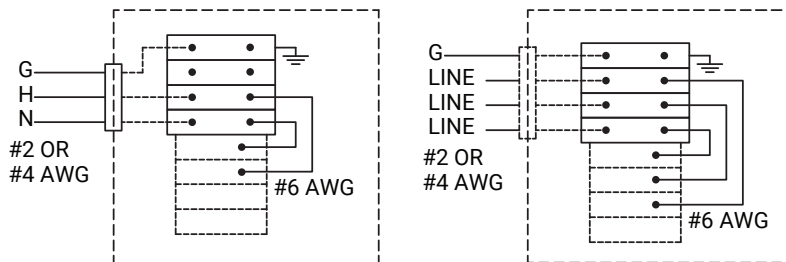 G
H
N
#2 OR
#4 AWG
#6 AWG
G
LINE
LINE
LINE
#2 OR
#4 AWG
#6 AWG